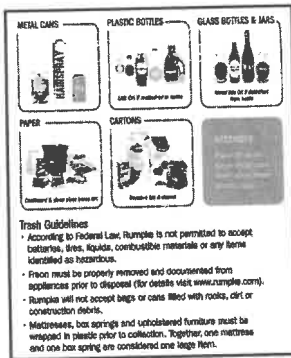 METAL CANS
PLASTIC BOTTLES
GLASS BOTTLES & JARS
HAIRSPRAY
PAPER
CARTONS
Trash Guidelines
• According to Federal Law, Rumpke is not permitted to accept
batteries, tires, liquids, combustible materials or any items
identified as hazardous.
• Freon must be properly removed and documented from
appliances prior to disposal (for details visit www.rumpke.com).
• Rumpke will not accept bags or cans filled with rocks, dirt or
construction debris.
• Mattresses, box springs and upholstered furniture must be
wrapped in plastic prior to collection. Together, one mattress
and one box spring are considered one large item.